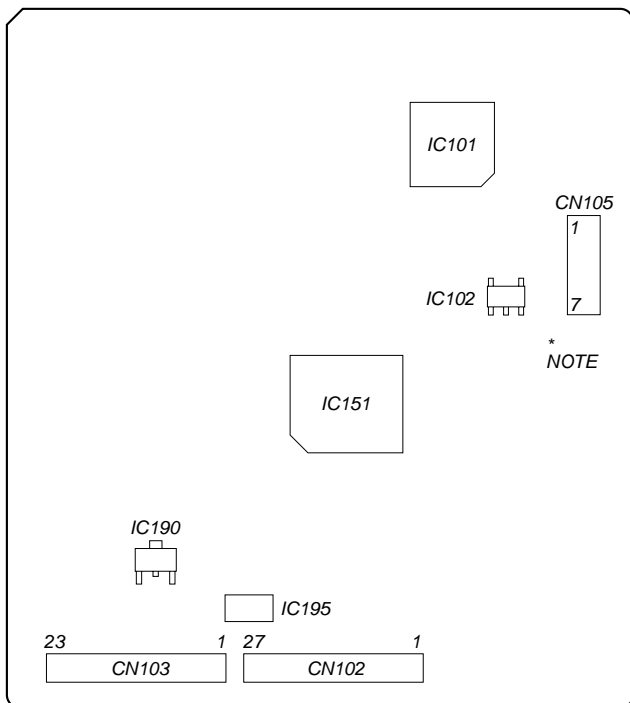 IC101
CN105
1
IC102
7
*
NOTE
IC151
IC190
IC195
23 1 27 1
CN103 CN102